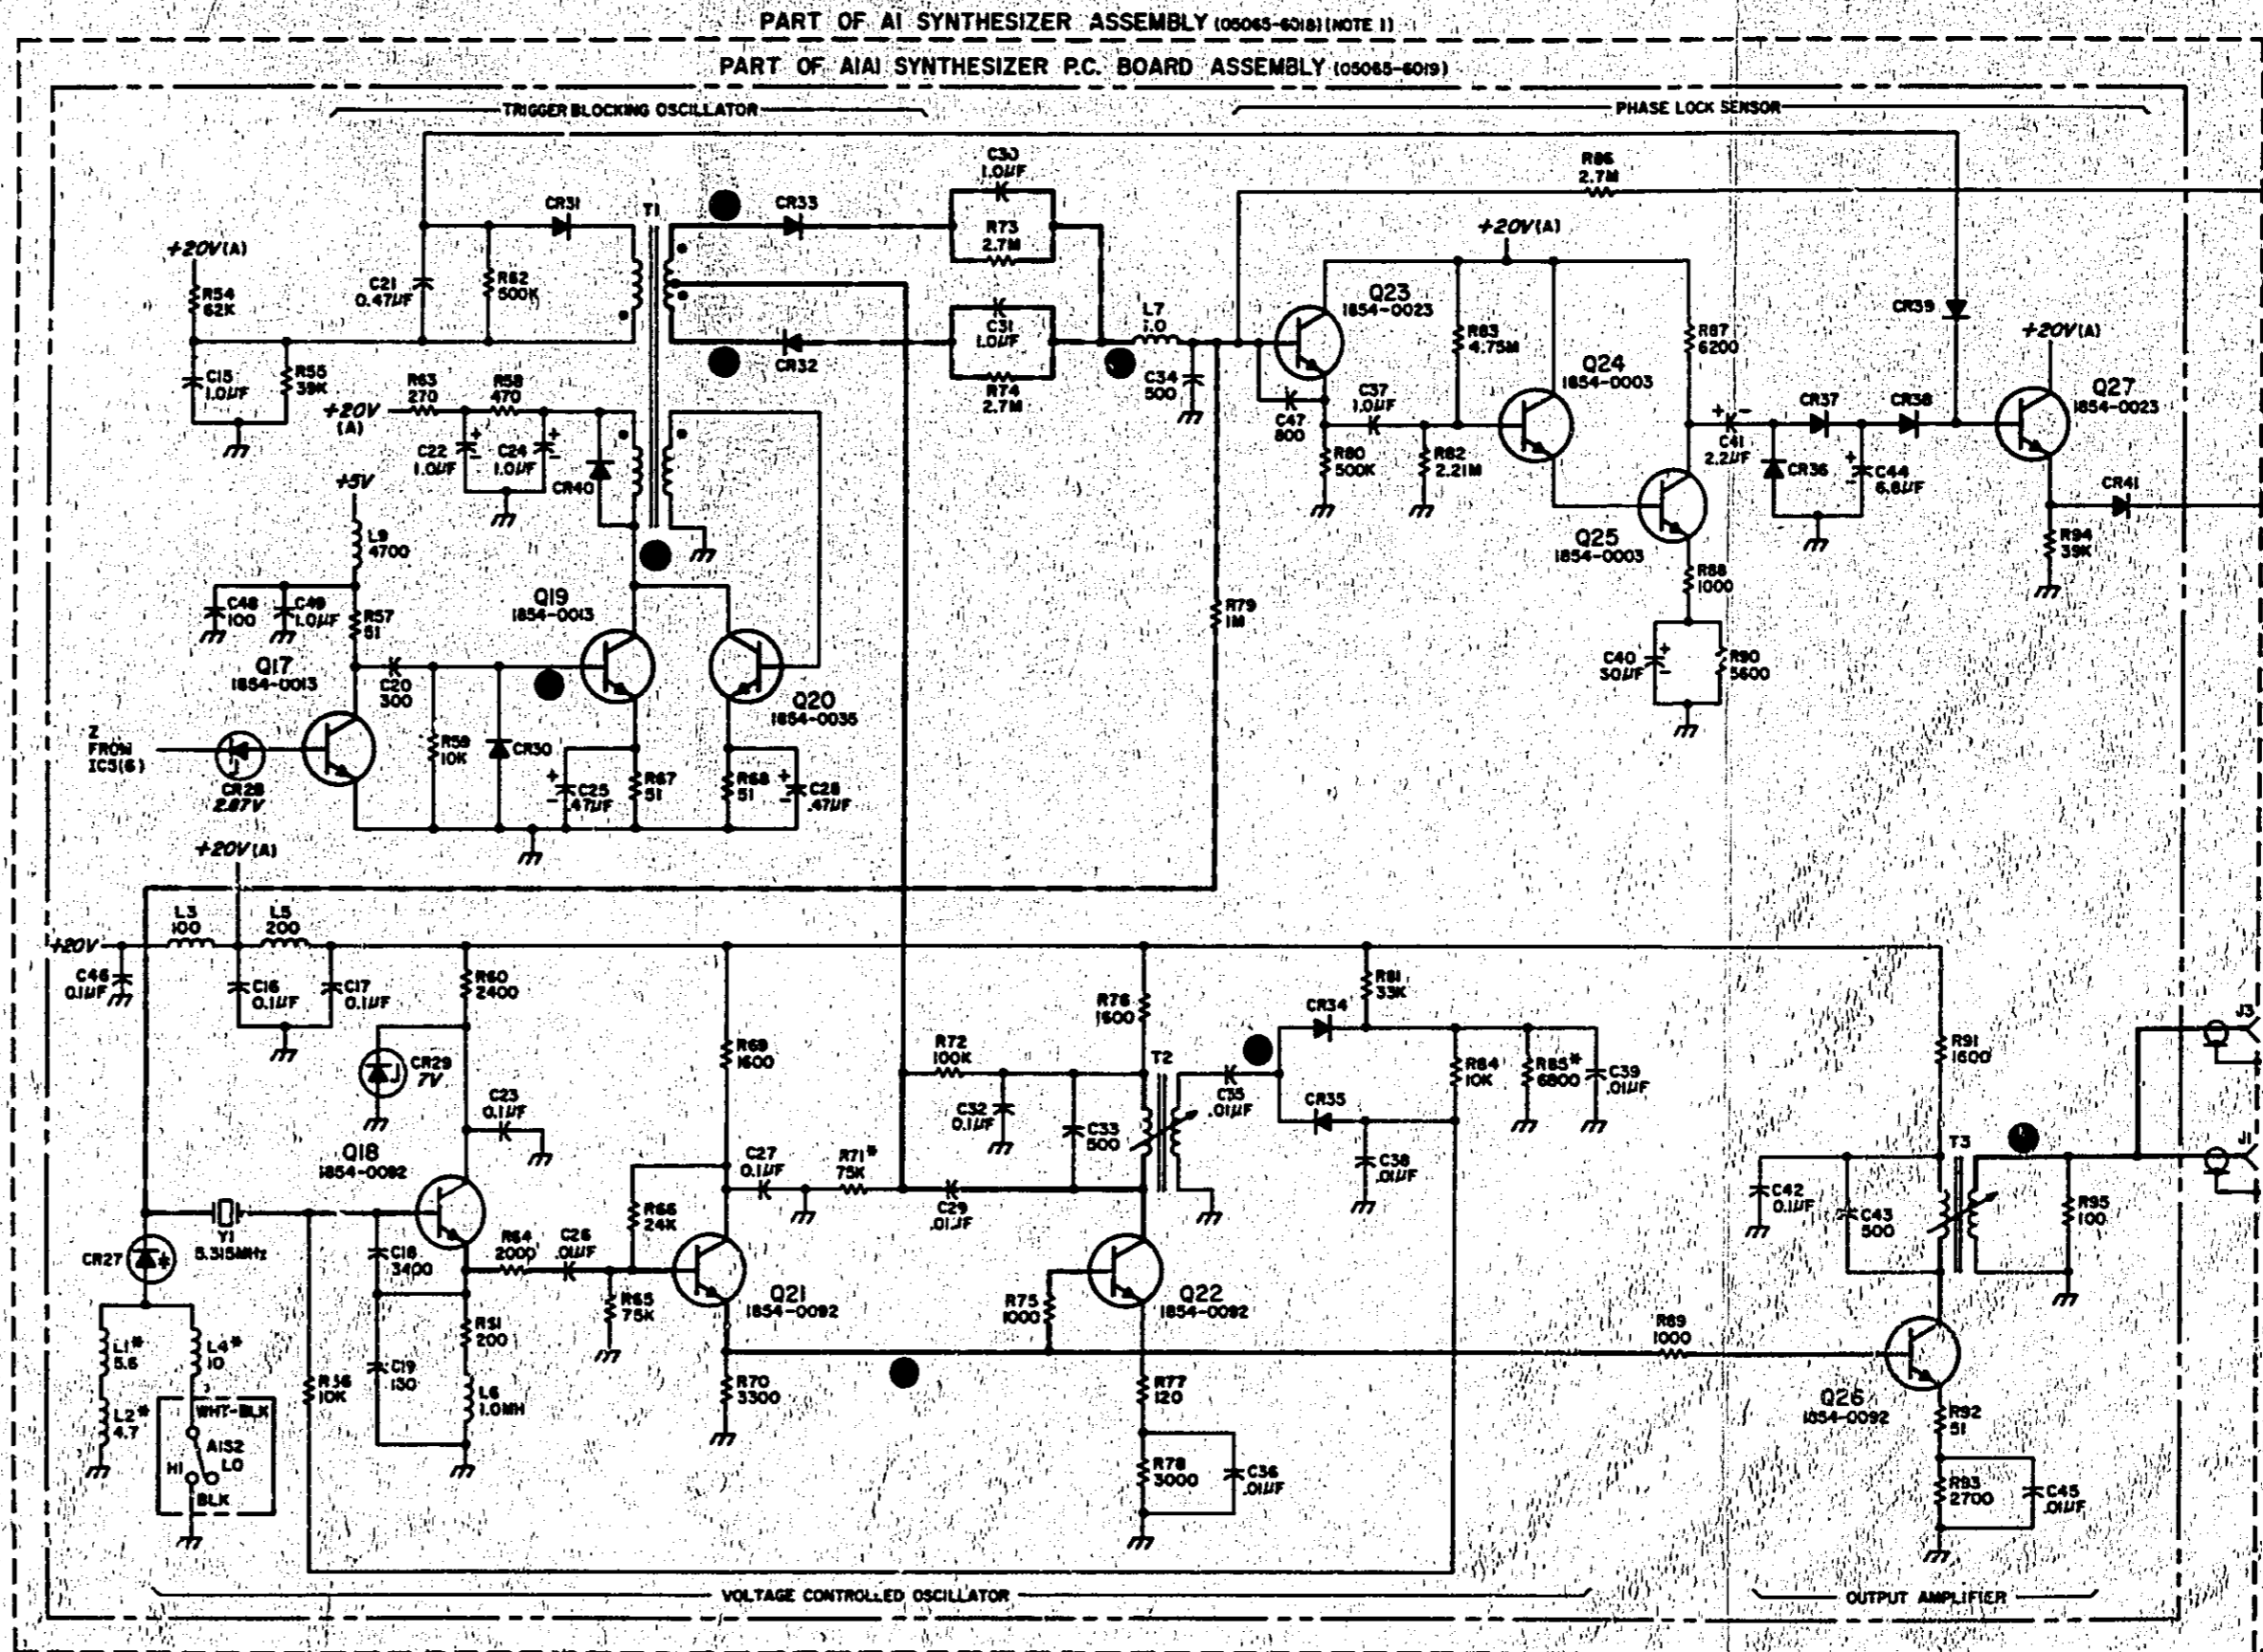 PART OF A1 SYNTHESIZER ASSEMBLY (05065-6018) (NOTE 1)
PART OF A1A1 SYNTHESIZER P.C. BOARD ASSEMBLY (05065-6019)
TRIGGER BLOCKING OSCILLATOR
PHASE LOCK SENSOR
C30
1.0UF
R86
2.7M
CR31
T1
CR33
R73
2.7M
+20V(A)
+20V(A)
R54
62K
C21
0.47UF
R62
500K
C31
1.0UF
L7
1.0
Q23
1854-0023
R83
4.75M
R87
6200
CR39
+20V(A)
C15
1.0UF
R55
39K
R63
270
R58
470
CR32
R74
2.7M
C34
500
Q24
1854-0003
Q27
1854-0023
+20V
(A)
C22
1.0UF
C24
1.0UF
CR40
C47
800
C37
1.0UF
R80
500K
R82
2.21M
C41
2.2UF
CR37
CR38
CR36
C44
6.8UF
CR41
+5V
L9
4700
Q25
1854-0003
R94
39K
C48
100
C49
1.0UF
R57
51
Q19
1854-0013
R88
1000
R79
1M
Q17
1854-0013
C20
300
Q20
1854-0035
C40
50UF
R90
5600
Z
FROM
IC5(6)
CR28
2.87V
R59
10K
CR30
C25
.47UF
R67
51
R68
51
C28
.47UF
+20V(A)
+20V
L3
100
L5
200
C46
0.1UF
C16
0.1UF
C17
0.1UF
R60
2400
R76
1600
R81
33K
CR34
J3
CR29
7V
R69
1600
R72
100K
T2
R84
10K
R85*
6800
C39
.01UF
R91
1600
C23
0.1UF
C32
0.1UF
C33
500
C35
.01UF
CR35
Q18
1854-0092
C27
0.1UF
R71*
75K
C38
.01UF
T3
J1
C29
.01UF
C42
0.1UF
C43
500
R95
100
Y1
5.315MHz
CR27
*
C18
3400
R64
2000
C26
.01UF
R66
24K
R65
75K
Q21
1854-0092
R75
1000
Q22
1854-0092
R89
1000
L1*
5.6
L4*
10
R51
200
R56
10K
C19
130
L6
1.0MH
R70
3300
R77
120
Q26
1854-0092
R92
51
L2*
4.7
WHT-BLK
A1S2
HI
LO
BLK
R78
3000
C36
.01UF
R93
2700
C45
.01UF
VOLTAGE CONTROLLED OSCILLATOR
OUTPUT AMPLIFIER